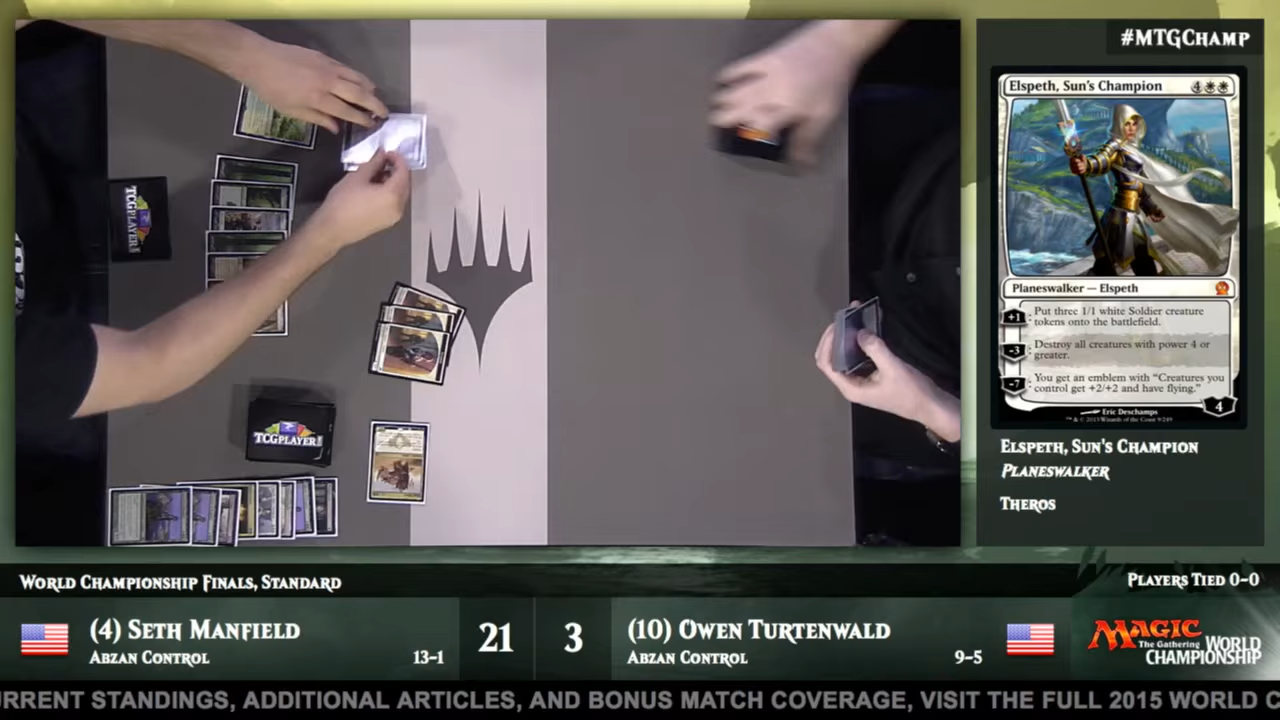 #MTGChamp
Elspeth, Sun's Champion 4
+1: Put three 1/1 white Soldier creature
tokens onto the battlefield.
-3: Destroy all creatures with power 4 or
greater.
-7: You get an emblem with "Creatures you
control get +2/+2 and have flying."
Planeswalker — Elspeth
Eric Deschamps
4
Elspeth, Sun's Champion
Planeswalker
Theros
TCGPLAYER
TCGPLAYER
World Championship Finals, Standard
Players Tied 0-0
(4) Seth Manfield
Abzan Control
13-1
21
3
(10) Owen Turtenwald
Abzan Control
9-5
Magic
The Gathering
World
Championship
RRENT STANDINGS, ADDITIONAL ARTICLES, AND BONUS MATCH COVERAGE, VISIT THE FULL 2015 WORLD C